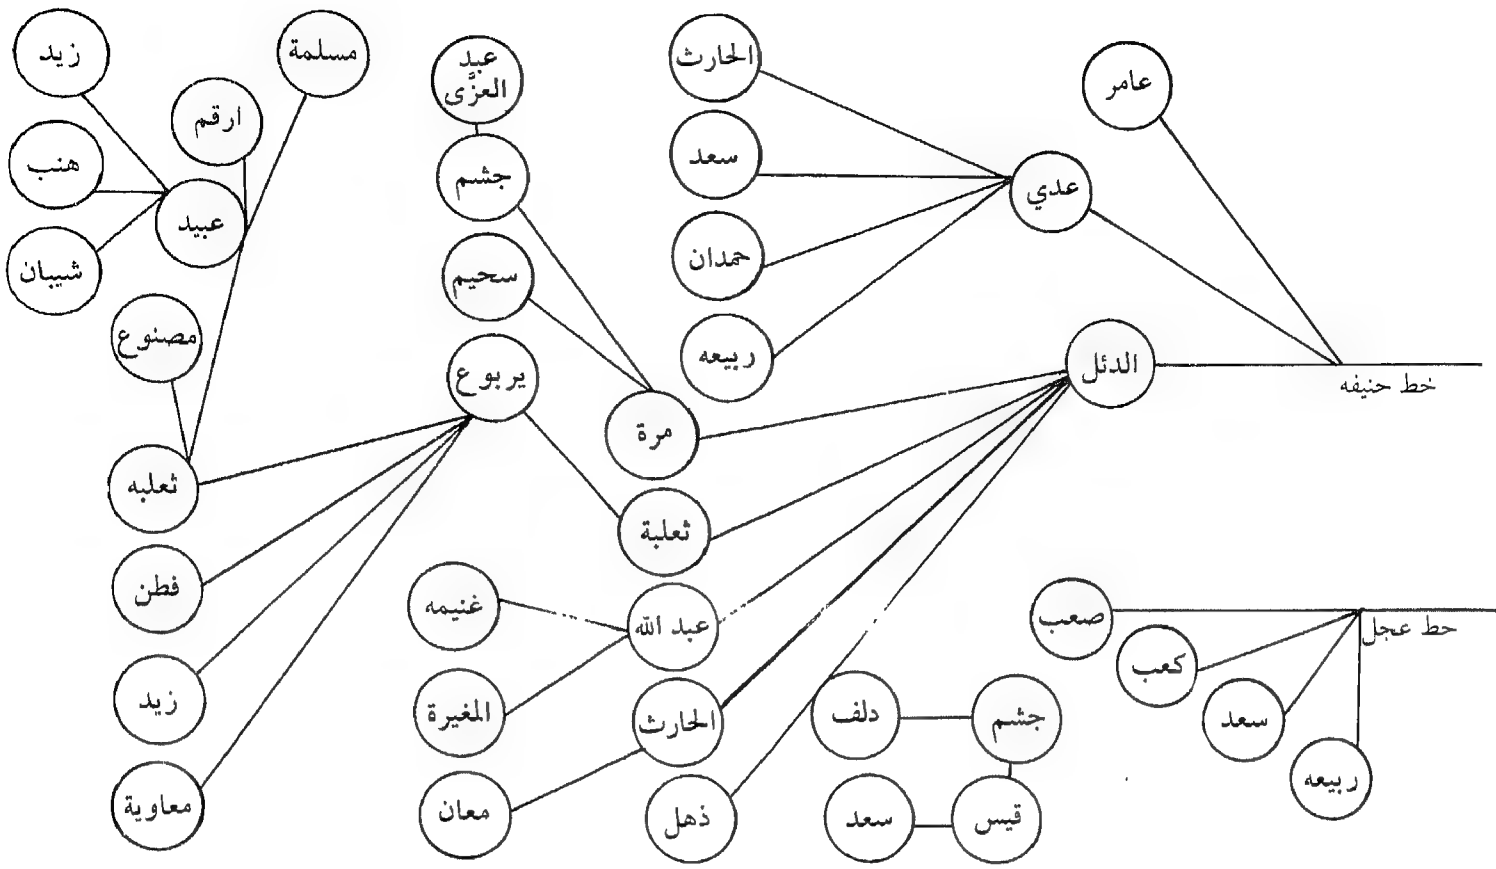 عامر
عدي
الحارث
سعد
حمدان
ربيعه
خط حنيفه
الدئل
مرة
ثعلبة
عبد الله
الحارث
ذهل
عبد
العزَّى
جشم
سحيم
يربوع
غنيمه
المغيرة
معان
مسلمة
ارقم
زيد
هنب
شيبان
عبيد
مصنوع
ثعلبه
فطن
زيد
معاوية
حط عجل
صعب
كعب
سعد
ربيعه
جشم
دلف
قيس
سعد